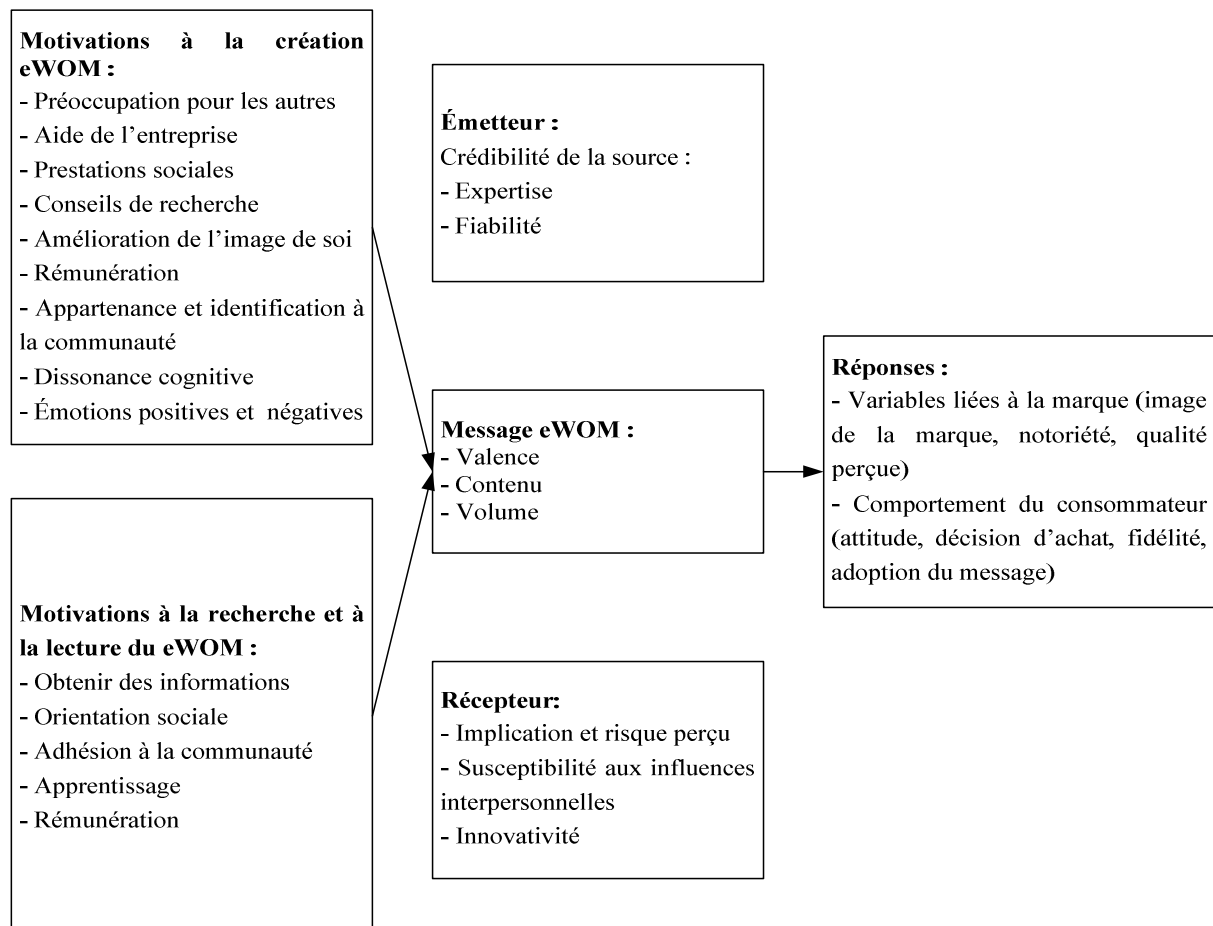 Motivations à la création
eWOM :
- Préoccupation pour les autres
- Aide de l’entreprise
- Prestations sociales
- Conseils de recherche
- Amélioration de l’image de soi
- Rémunération
- Appartenance et identification à
la communauté
- Dissonance cognitive
- Émotions positives et négatives
Motivations à la recherche et à
la lecture du eWOM :
- Obtenir des informations
- Orientation sociale
- Adhésion à la communauté
- Apprentissage
- Rémunération
Émetteur :
Crédibilité de la source :
- Expertise
- Fiabilité
Message eWOM :
- Valence
- Contenu
- Volume
Récepteur:
- Implication et risque perçu
- Susceptibilité aux influences
interpersonnelles
- Innovativité
Réponses :
- Variables liées à la marque (image
de la marque, notoriété, qualité
perçue)
- Comportement du consommateur
(attitude, décision d’achat, fidélité,
adoption du message)